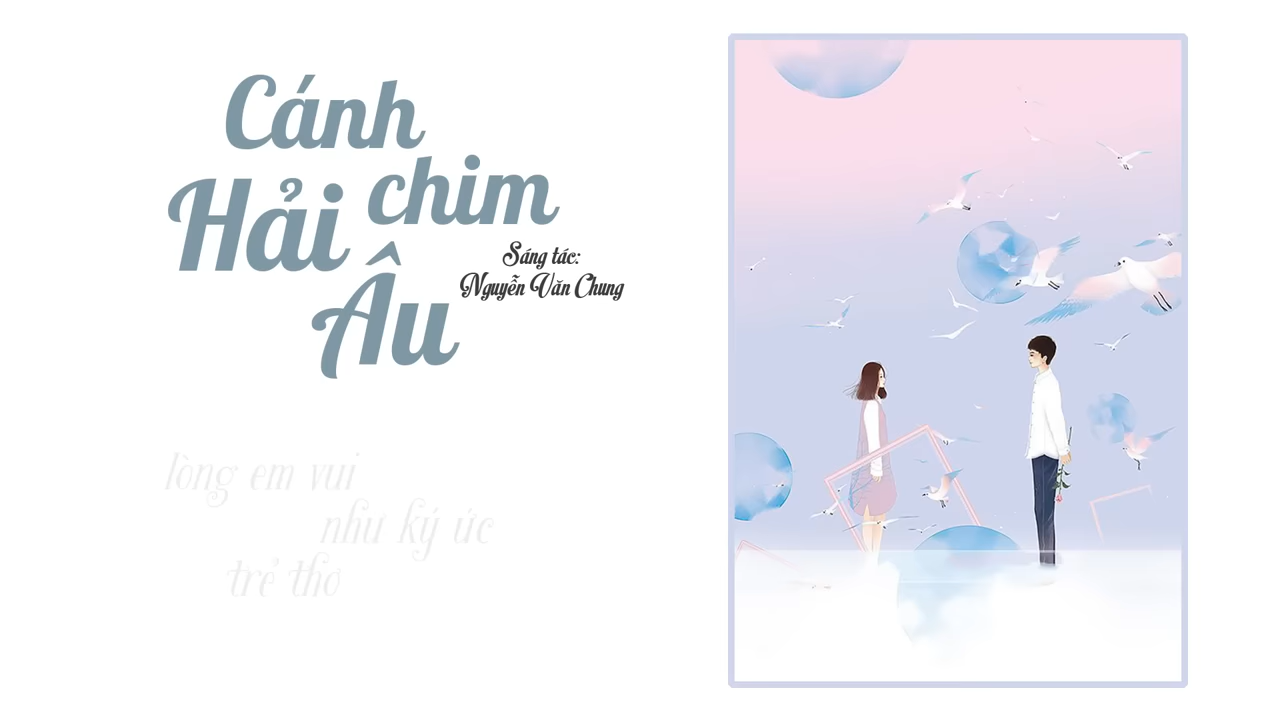 Cánh
chim
Hải
Âu
Sáng tác:
Nguyễn Văn Chung
lòng em vui
như ký ức
trẻ thơ